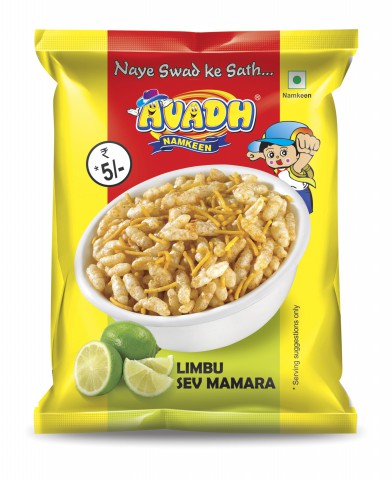 Naye Swad ke Sath...
AVADH®
NAMKEEN
Namkeen
₹
*5/-
LIMBU
SEV MAMARA
* Serving suggestions only